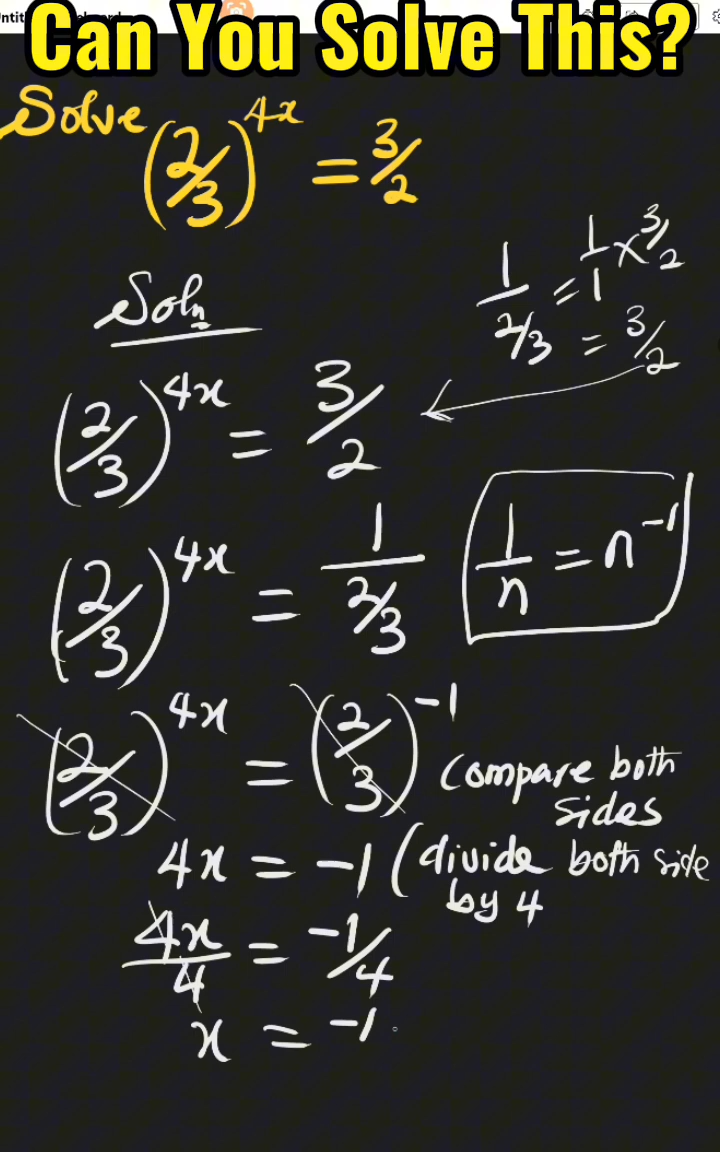 Can You Solve This?
Solve (2/3)^4x = 3/2
1/(2/3) = 1/1 × 3/2
= 3/2
Soln
(2/3)^4x = 3/2
(2/3)^4x = 1/(2/3)
1/n = n^-1
(2/3)^4x = (2/3)^-1
Compare both
sides
4x = -1 (divide both side
by 4
4x/4 = -1/4
x = -1